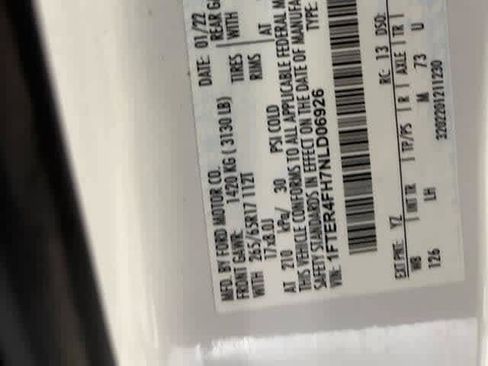 MFD. BY FORD MOTOR CO.
DATE: 01/22
FRONT GAWR: 1420 KG ( 3130 LB)
REAR G
WITH 265/65R17 112T TIRES
WITH
17x8.0J RIMS
AT 210 kPa/ 30 PSI COLD
AT
THIS VEHICLE CONFORMS TO ALL APPLICABLE FEDERAL M
SAFETY STANDARDS IN EFFECT ON THE DATE OF MANUFA
VIN: 1FTER4FH7NLD06926
TYPE:
EXT PNT: YZ RC: 13 DSO:
WB INT TR TP/PS R AXLE TR
126 LH M 73 U
3202201211230